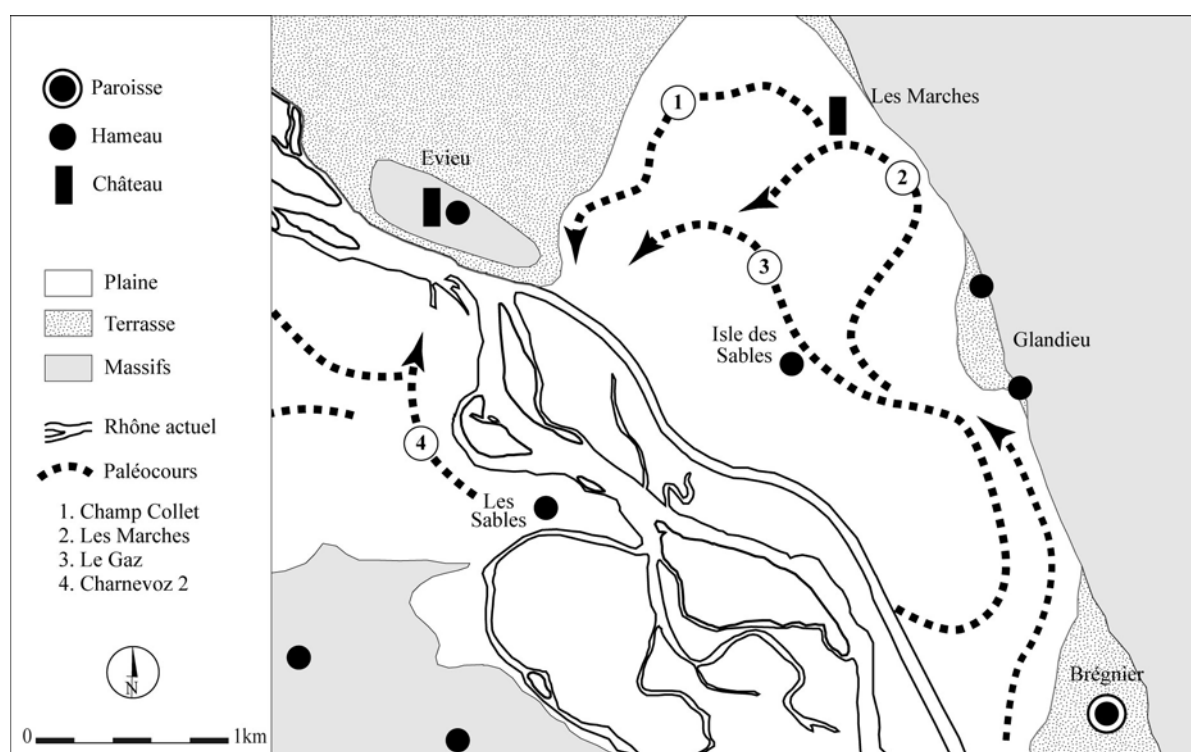 Paroisse
Hameau
Château
Plaine
Terrasse
Massifs
Rhône actuel
Paléocours
1. Champ Collet
2. Les Marches
3. Le Gaz
4. Charnevoz 2
N
0 1km
1
Les Marches
Evieu
2
3
Isle des
Sables
Glandieu
4
Les
Sables
Brégnier